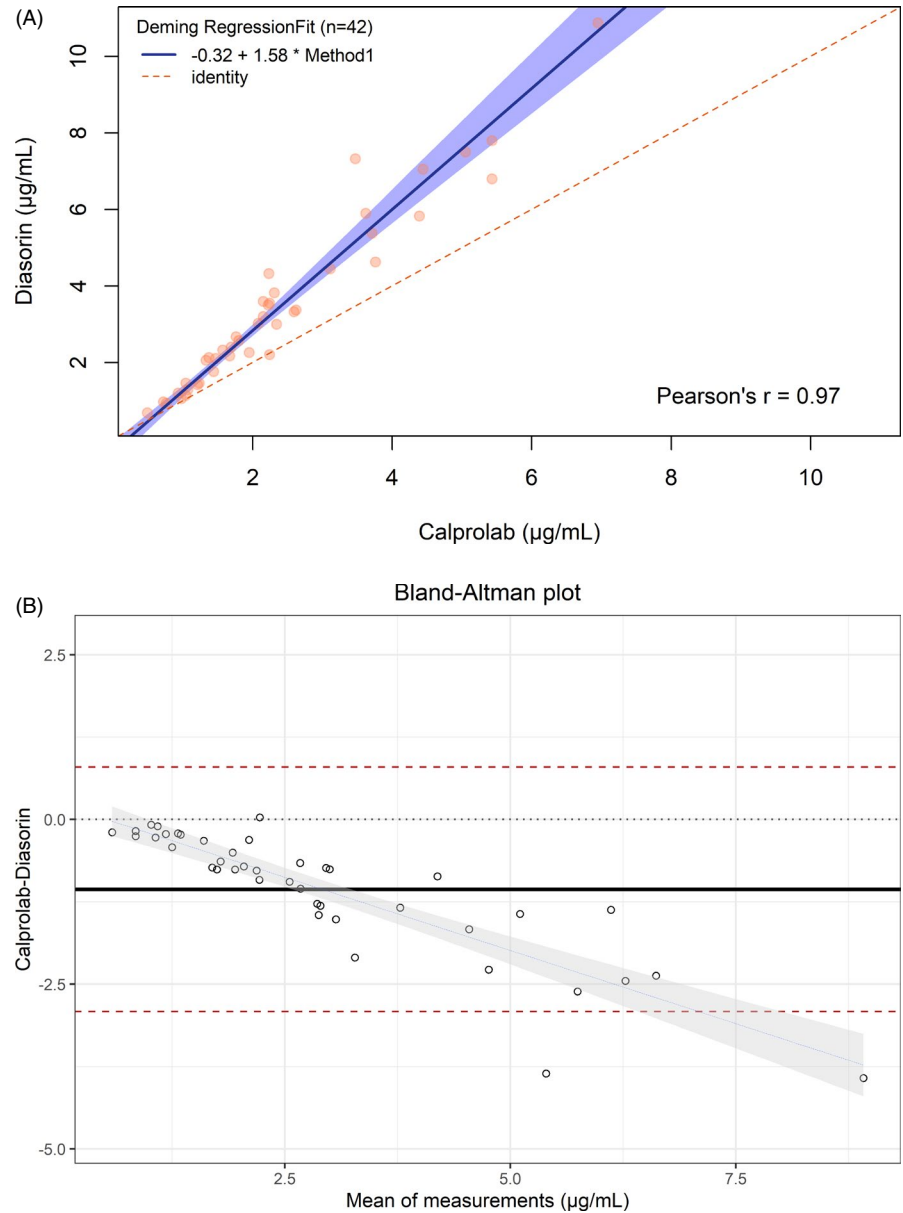 (A)
Deming RegressionFit (n=42)
-0.32 + 1.58 * Method1
identity
10
8
6
4
2
Diasorin (µg/mL)
Pearson's r = 0.97
2 4 6 8 10
Calprolab (µg/mL)
(B)
Bland-Altman plot
2.5
0.0
-2.5
-5.0
Calprolab-Diasorin
2.5 5.0 7.5
Mean of measurements (µg/mL)